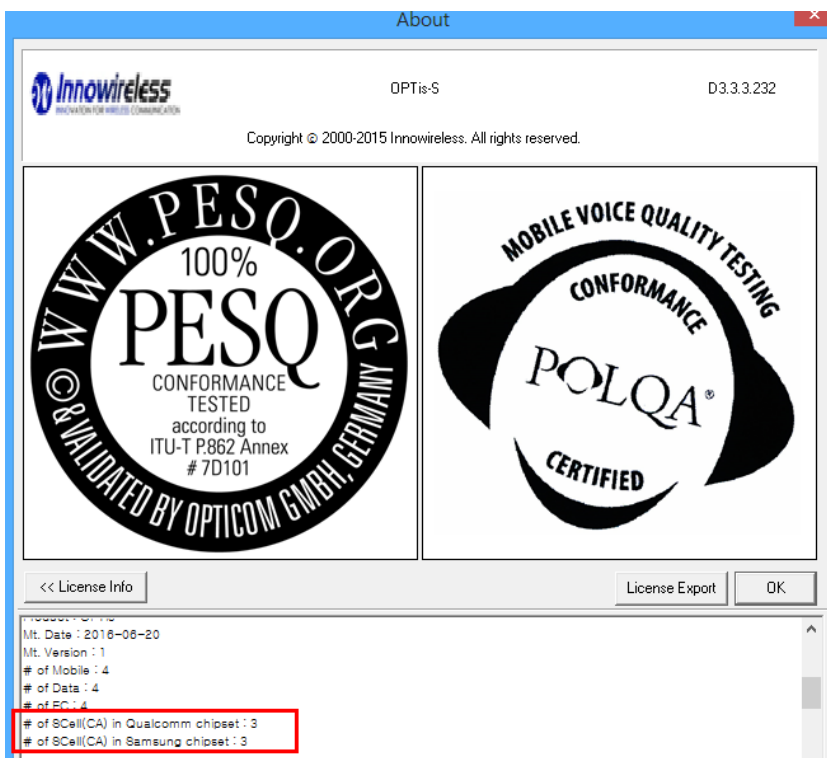 About
Innowireless
INNOVATION FOR WIRELESS COMMUNICATION
OPTis-S
D3.3.3.232
Copyright © 2000-2015 Innowireless. All rights reserved.
WWW.PESQ.ORG
100%
PESQ
CONFORMANCE
TESTED
according to
ITU-T P.862 Annex
# 7D101
© & VALIDATED BY OPTICOM GMBH, GERMANY
MOBILE VOICE QUALITY TESTING
CONFORMANCE
POLQA®
CERTIFIED
<< License Info
License Export
OK
Mt. Date : 2016-06-20
Mt. Version : 1
# of Mobile : 4
# of Data : 4
# of EC : 4
# of SCell(CA) in Qualcomm chipset : 3
# of SCell(CA) in Samsung chipset : 3